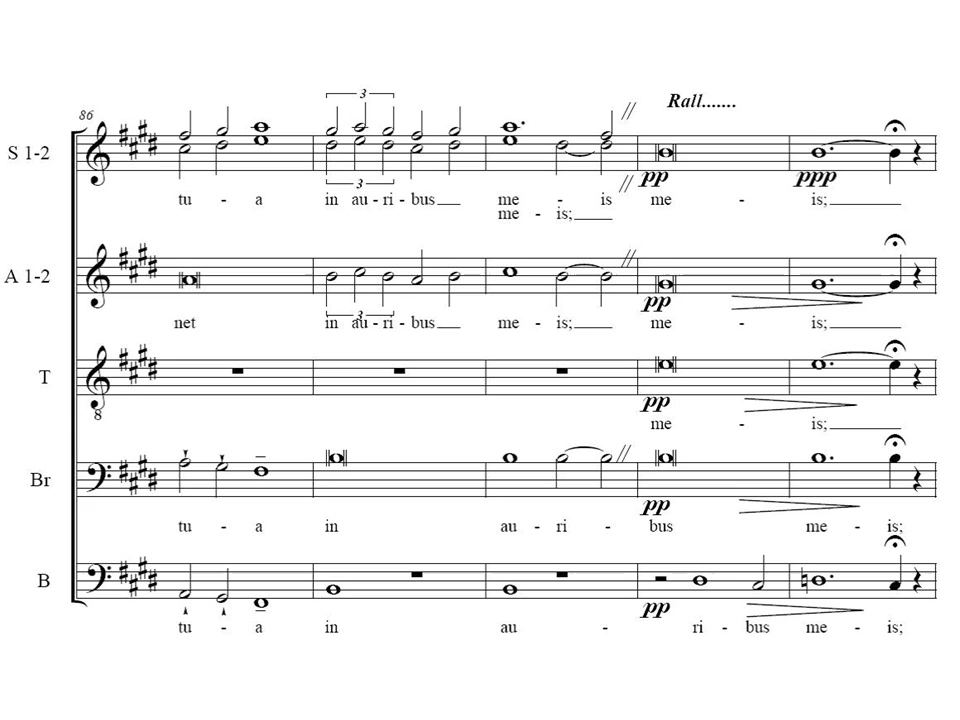 86
3
Rall.......
S 1-2
3
pp
ppp
tu - a in au - ri - bus me - is me - is;
me - is;
A 1-2
pp
3
net in au - ri - bus me - is; me - is;
T
8
pp
me - is;
Br
pp
tu - a in au - ri - bus me - is;
B
pp
tu - a in au - ri - bus me - is;